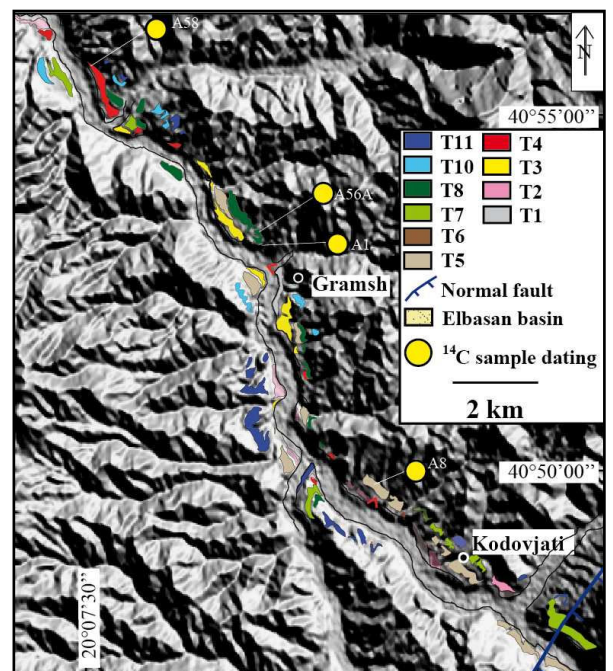 A58
N
40°55'00"
T11
T10
T8
T7
T6
T5
T4
T3
T2
T1
Normal fault
Elbasan basin
14C sample dating
2 km
A56A
A1
Gramsh
A8
40°50'00"
Kodovjati
20°07'30"